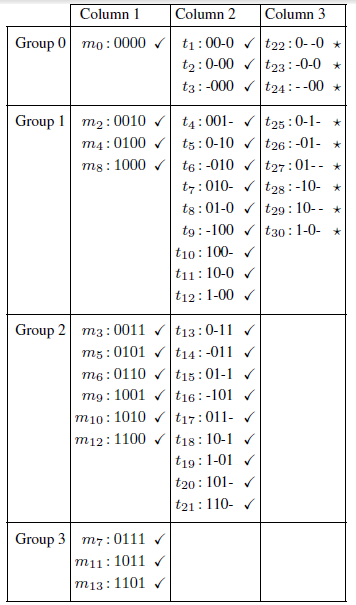 Column 1 Column 2 Column 3
Group 0 m₀ : 0000 ✓ t₁ : 00-0 ✓ t₂₂ : 0--0 ⋆
t₂ : 0-00 ✓ t₂₃ : -0-0 ⋆
t₃ : -000 ✓ t₂₄ : --00 ⋆
Group 1 m₂ : 0010 ✓ t₄ : 001- ✓ t₂₅ : 0-1- ⋆
m₄ : 0100 ✓ t₅ : 0-10 ✓ t₂₆ : -01- ⋆
m₈ : 1000 ✓ t₆ : -010 ✓ t₂₇ : 01-- ⋆
t₇ : 010- ✓ t₂₈ : -10- ⋆
t₈ : 01-0 ✓ t₂₉ : 10-- ⋆
t₉ : -100 ✓ t₃₀ : 1-0- ⋆
t₁₀ : 100- ✓
t₁₁ : 10-0 ✓
t₁₂ : 1-00 ✓
Group 2 m₃ : 0011 ✓ t₁₃ : 0-11 ✓
m₅ : 0101 ✓ t₁₄ : -011 ✓
m₆ : 0110 ✓ t₁₅ : 01-1 ✓
m₉ : 1001 ✓ t₁₆ : -101 ✓
m₁₀ : 1010 ✓ t₁₇ : 011- ✓
m₁₂ : 1100 ✓ t₁₈ : 10-1 ✓
t₁₉ : 1-01 ✓
t₂₀ : 101- ✓
t₂₁ : 110- ✓
Group 3 m₇ : 0111 ✓
m₁₁ : 1011 ✓
m₁₃ : 1101 ✓